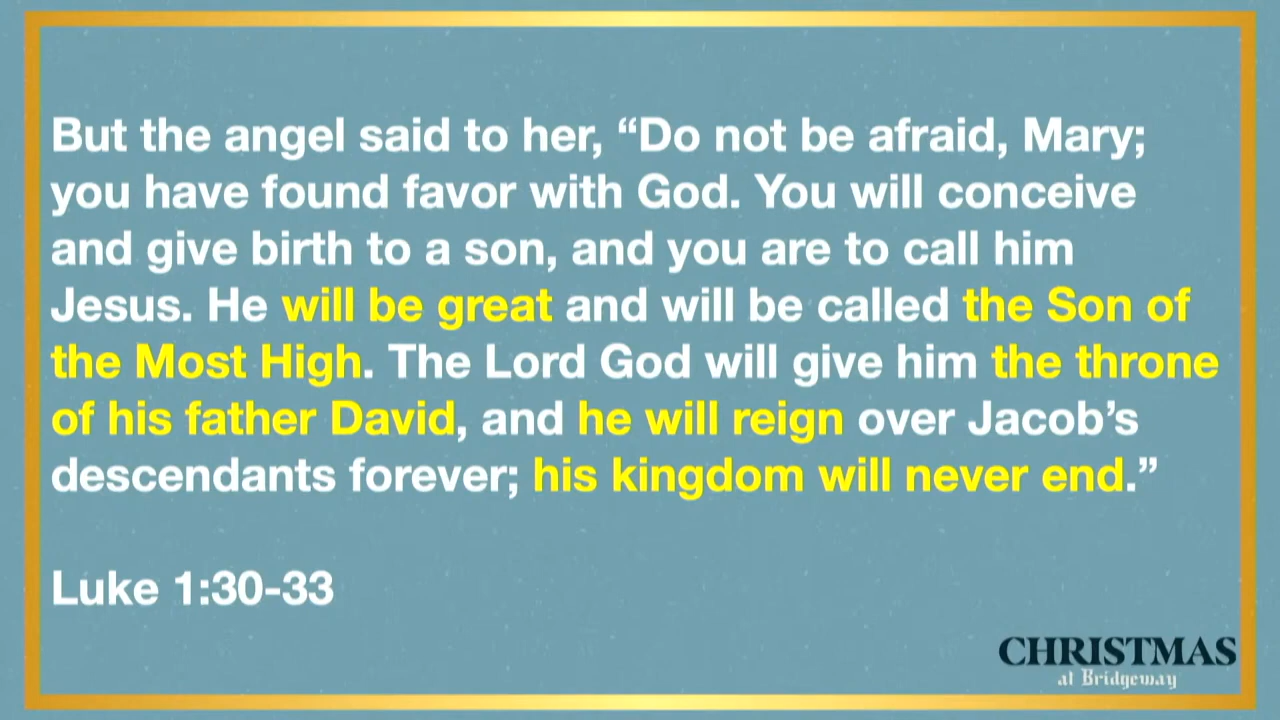 But the angel said to her, “Do not be afraid, Mary;
you have found favor with God. You will conceive
and give birth to a son, and you are to call him
Jesus. He will be great and will be called the Son of
the Most High. The Lord God will give him the throne
of his father David, and he will reign over Jacob’s
descendants forever; his kingdom will never end.”
Luke 1:30-33
CHRISTMAS
at Bridgeway